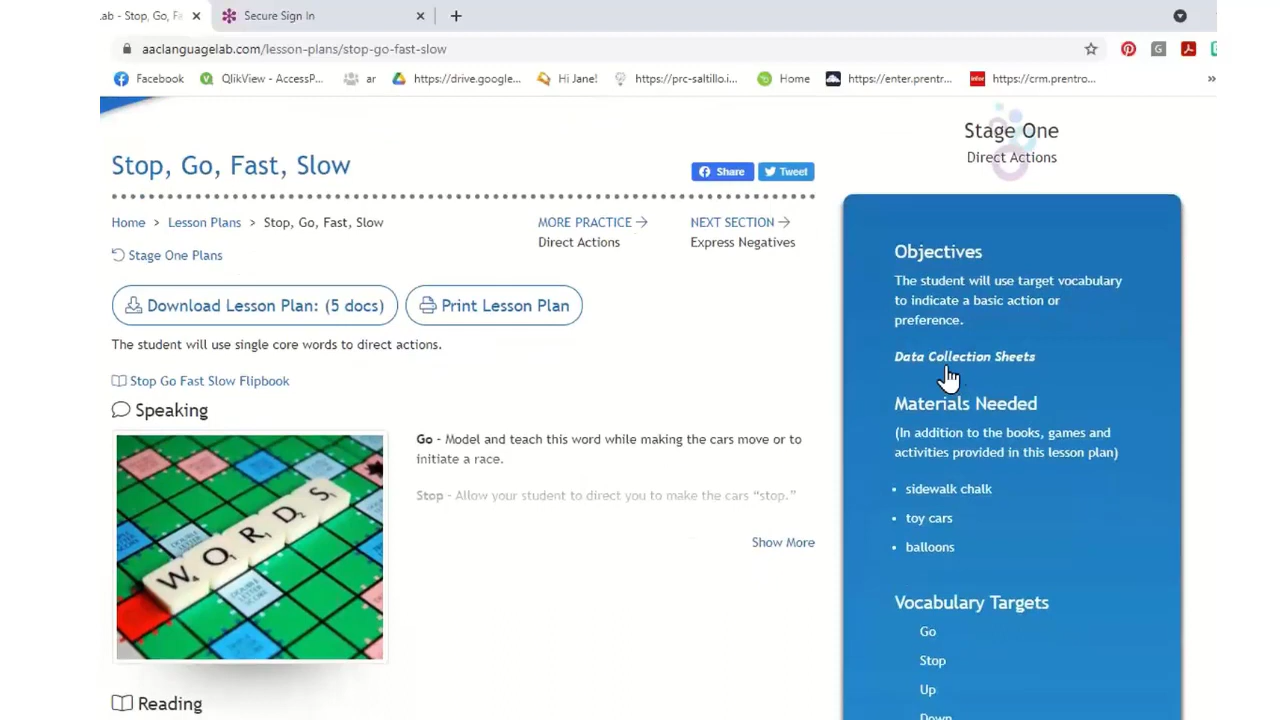 .ab - Stop, Go, Fa
Secure Sign In
aaclanguagelab.com/lesson-plans/stop-go-fast-slow
Facebook
QlikView - AccessP...
ar
https://drive.google...
Hi Jane!
https://prc-saltillo.i...
Home
https://enter.prentr...
https://crm.prentro...
»
Stage One
Direct Actions
Stop, Go, Fast, Slow
Share
Tweet
Home > Lesson Plans > Stop, Go, Fast, Slow
MORE PRACTICE
Direct Actions
NEXT SECTION
Express Negatives
Stage One Plans
Download Lesson Plan: (5 docs)
Print Lesson Plan
The student will use single core words to direct actions.
Stop Go Fast Slow Flipbook
Speaking
Go - Model and teach this word while making the cars move or to
initiate a race.
Stop - Allow your student to direct you to make the cars “stop.”
Show More
WORDS
Reading
Objectives
The student will use target vocabulary
to indicate a basic action or
preference.
Data Collection Sheets
Materials Needed
(In addition to the books, games and
activities provided in this lesson plan)
• sidewalk chalk
• toy cars
• balloons
Vocabulary Targets
Go
Stop
Up
Down